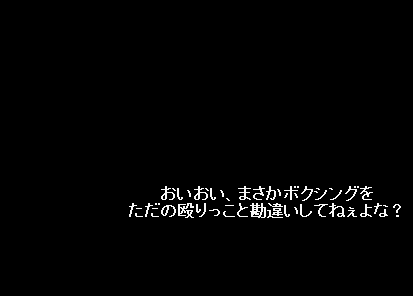 おいおい、まさかボクシングを
ただの殴りっこと勘違いしてねぇよな？